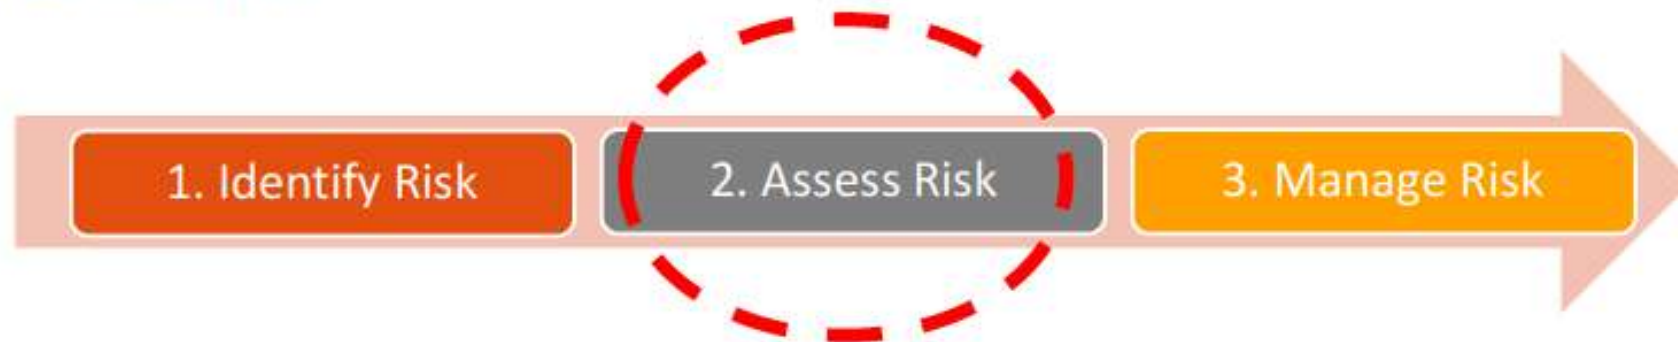 1. Identify Risk
2. Assess Risk
3. Manage Risk